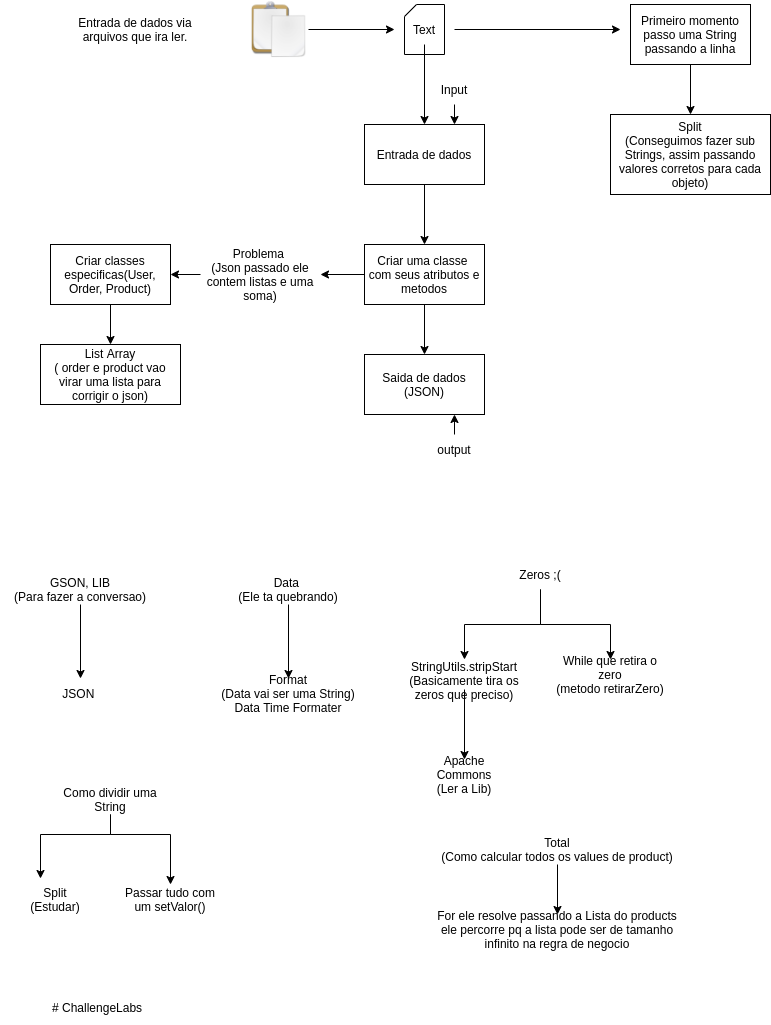 Entrada de dados via
arquivos que ira ler.
Text
Primeiro momento
passo uma String
passando a linha
Input
Split
(Conseguimos fazer sub
Strings, assim passando
valores corretos para cada
objeto)
Entrada de dados
Criar classes
especificas(User,
Order, Product)
Problema
(Json passado ele
contem listas e uma
soma)
Criar uma classe
com seus atributos e
metodos
List Array
( order e product vao
virar uma lista para
corrigir o json)
Saida de dados
(JSON)
output
GSON, LIB
(Para fazer a conversao)
JSON
Data
(Ele ta quebrando)
Format
(Data vai ser uma String)
Data Time Formater
Zeros ;(
StringUtils.stripStart
(Basicamente tira os
zeros que preciso)
While que retira o
zero
(metodo retirarZero)
Apache
Commons
(Ler a Lib)
Como dividir uma
String
Split
(Estudar)
Passar tudo com
um setValor()
Total
(Como calcular todos os values de product)
For ele resolve passando a Lista do products
ele percorre pq a lista pode ser de tamanho
infinito na regra de negocio
# ChallengeLabs